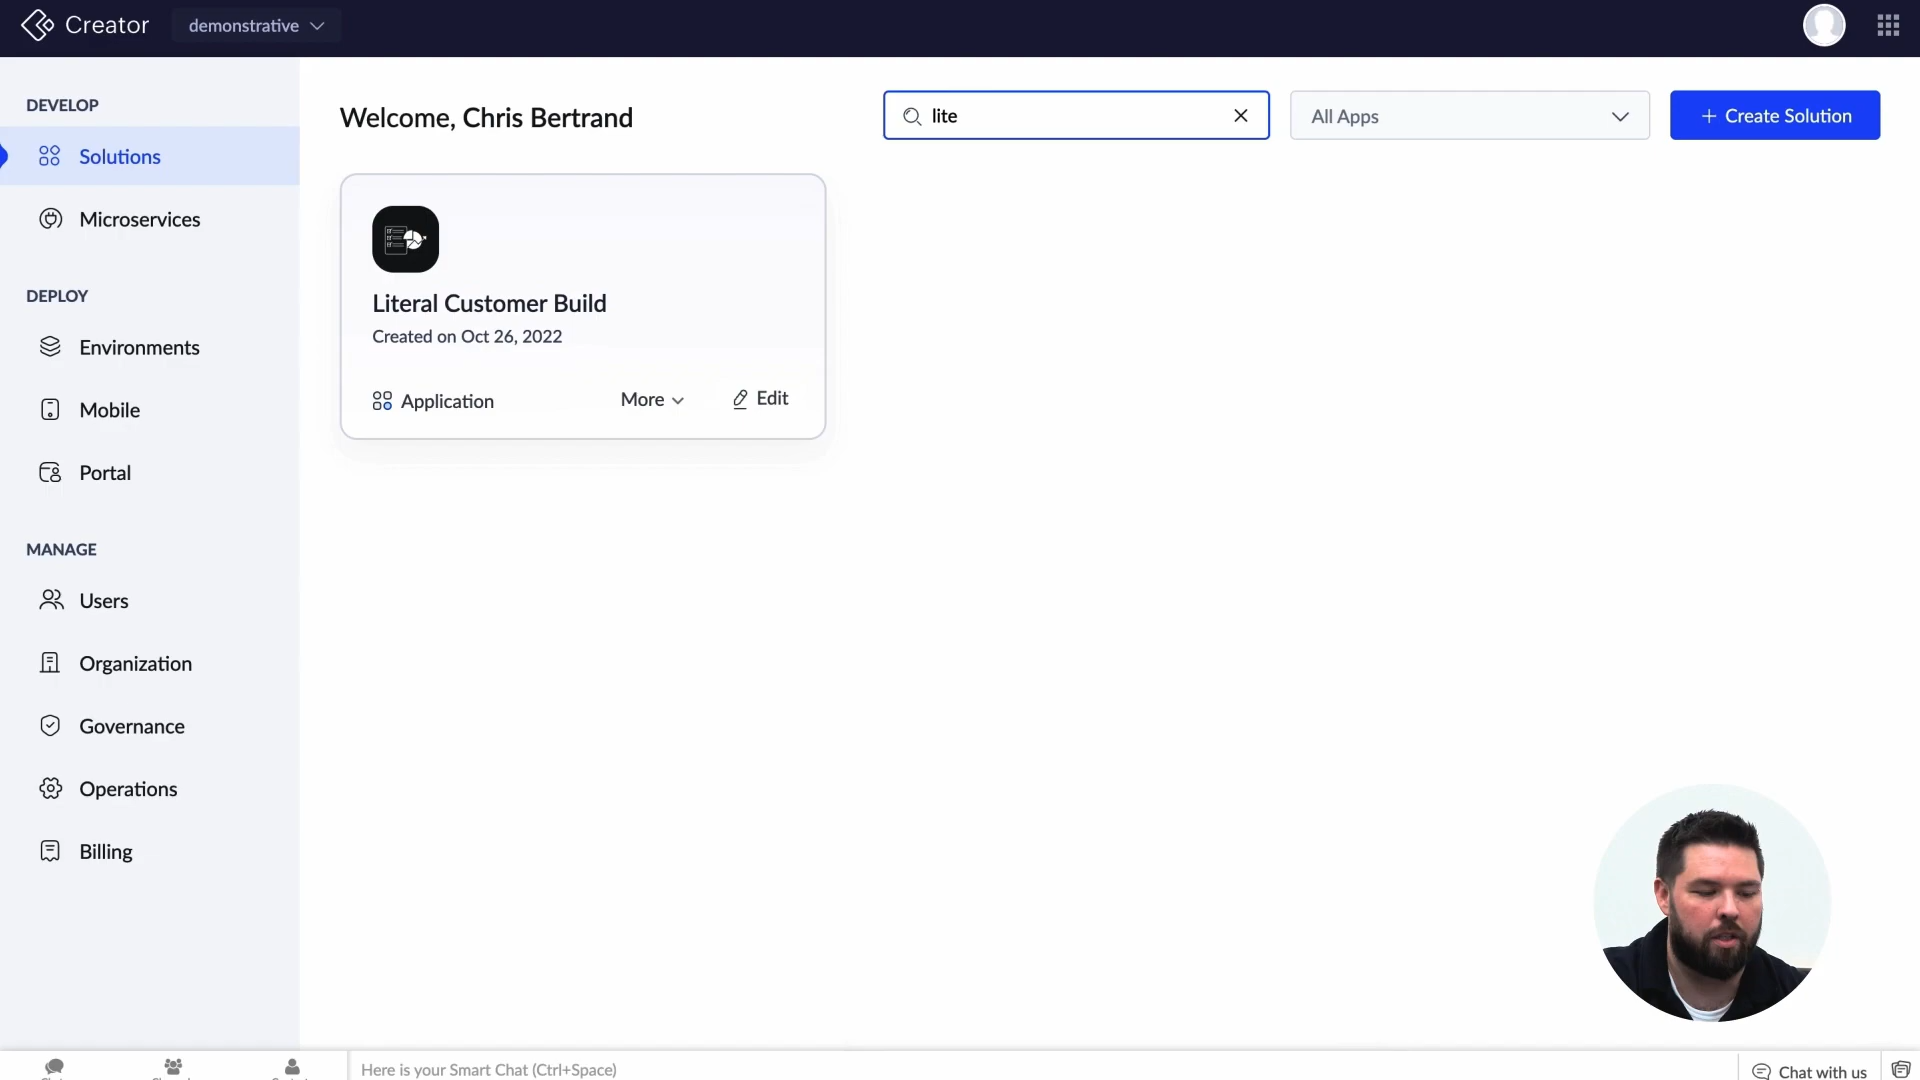 Creator
demonstrative
DEVELOP
Solutions
Microservices
DEPLOY
Environments
Mobile
Portal
MANAGE
Users
Organization
Governance
Operations
Billing
Welcome, Chris Bertrand
lite
All Apps
+ Create Solution
Literal Customer Build
Created on Oct 26, 2022
Application
More
Edit
Here is your Smart Chat (Ctrl+Space)
Chat with us